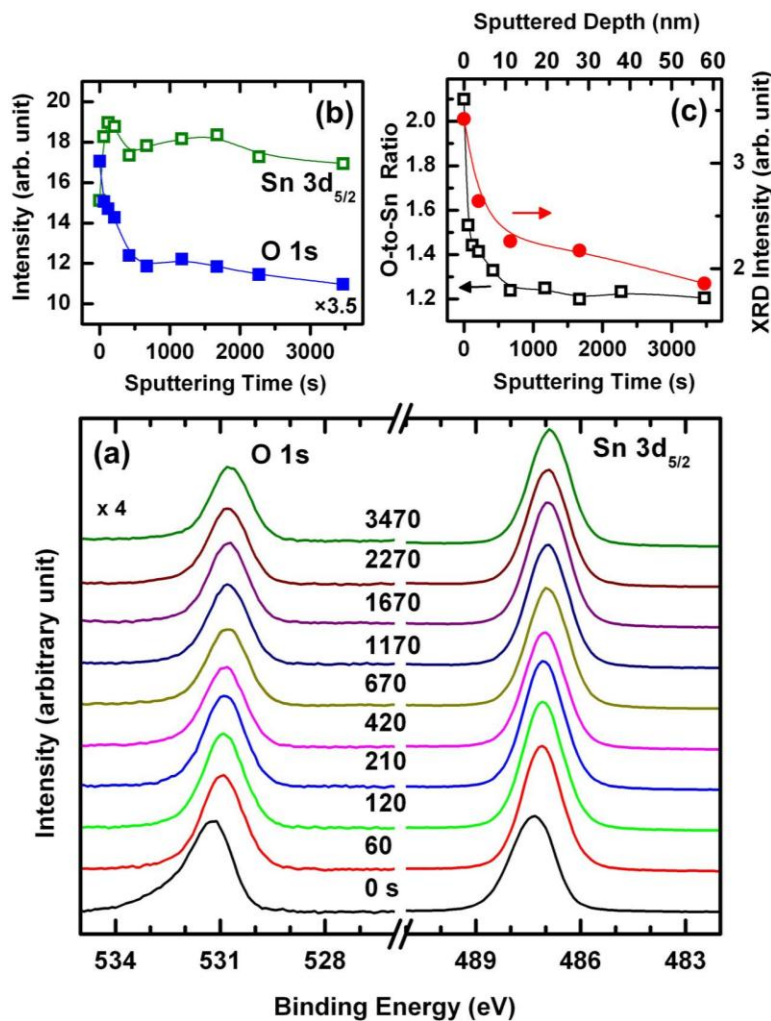 Sputtered Depth (nm)
0 10 20 30 40 50 60
(b)
(c)
Intensity (arb. unit)
20
18
16
14
12
10
Sn 3d5/2
O 1s
×3.5
0 1000 2000 3000
Sputtering Time (s)
O-to-Sn Ratio
2.0
1.8
1.6
1.4
1.2
3
2
XRD Intensity (arb. unit)
0 1000 2000 3000
Sputtering Time (s)
(a)
O 1s
Sn 3d5/2
x 4
3470
2270
1670
1170
670
420
210
120
60
0 s
Intensity (arbitrary unit)
534 531 528 489 486 483
Binding Energy (eV)